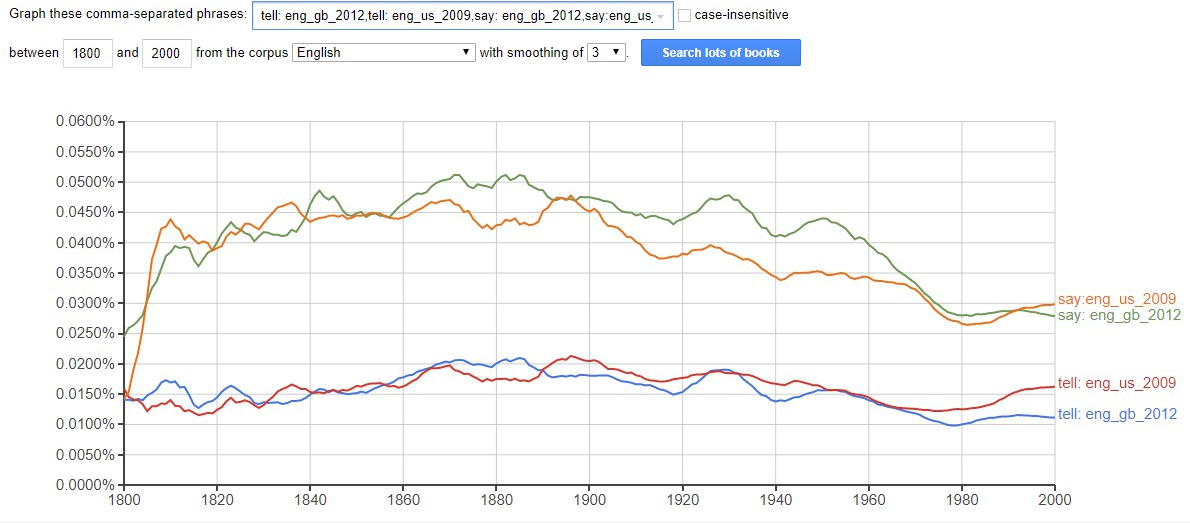 Graph these comma-separated phrases: tell: eng_gb_2012,tell: eng_us_2009,say: eng_gb_2012,say:eng_us_ case-insensitive
between 1800 and 2000 from the corpus English with smoothing of 3 . Search lots of books
0.0600%
0.0550%
0.0500%
0.0450%
0.0400%
0.0350%
0.0300%
0.0250%
0.0200%
0.0150%
0.0100%
0.0050%
0.0000%
say:eng_us_2009
say: eng_gb_2012
tell: eng_us_2009
tell: eng_gb_2012
1800 1820 1840 1860 1880 1900 1920 1940 1960 1980 2000